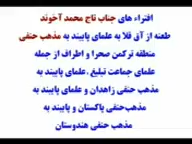 افتراء های جناب تاج محمد آخوند
طعنه از آق قلا به علمای پایبند به مذهب حنفی
منطقه ترکمن صحرا و اطراف از جمله
علمای جماعت تبلیغ ،علمای پایبند به
مذهب حنفی زاهدان و علمای پایبند به
مذهب‌حنفی پاکستان و پایبند به
مذهب حنفی هندوستان